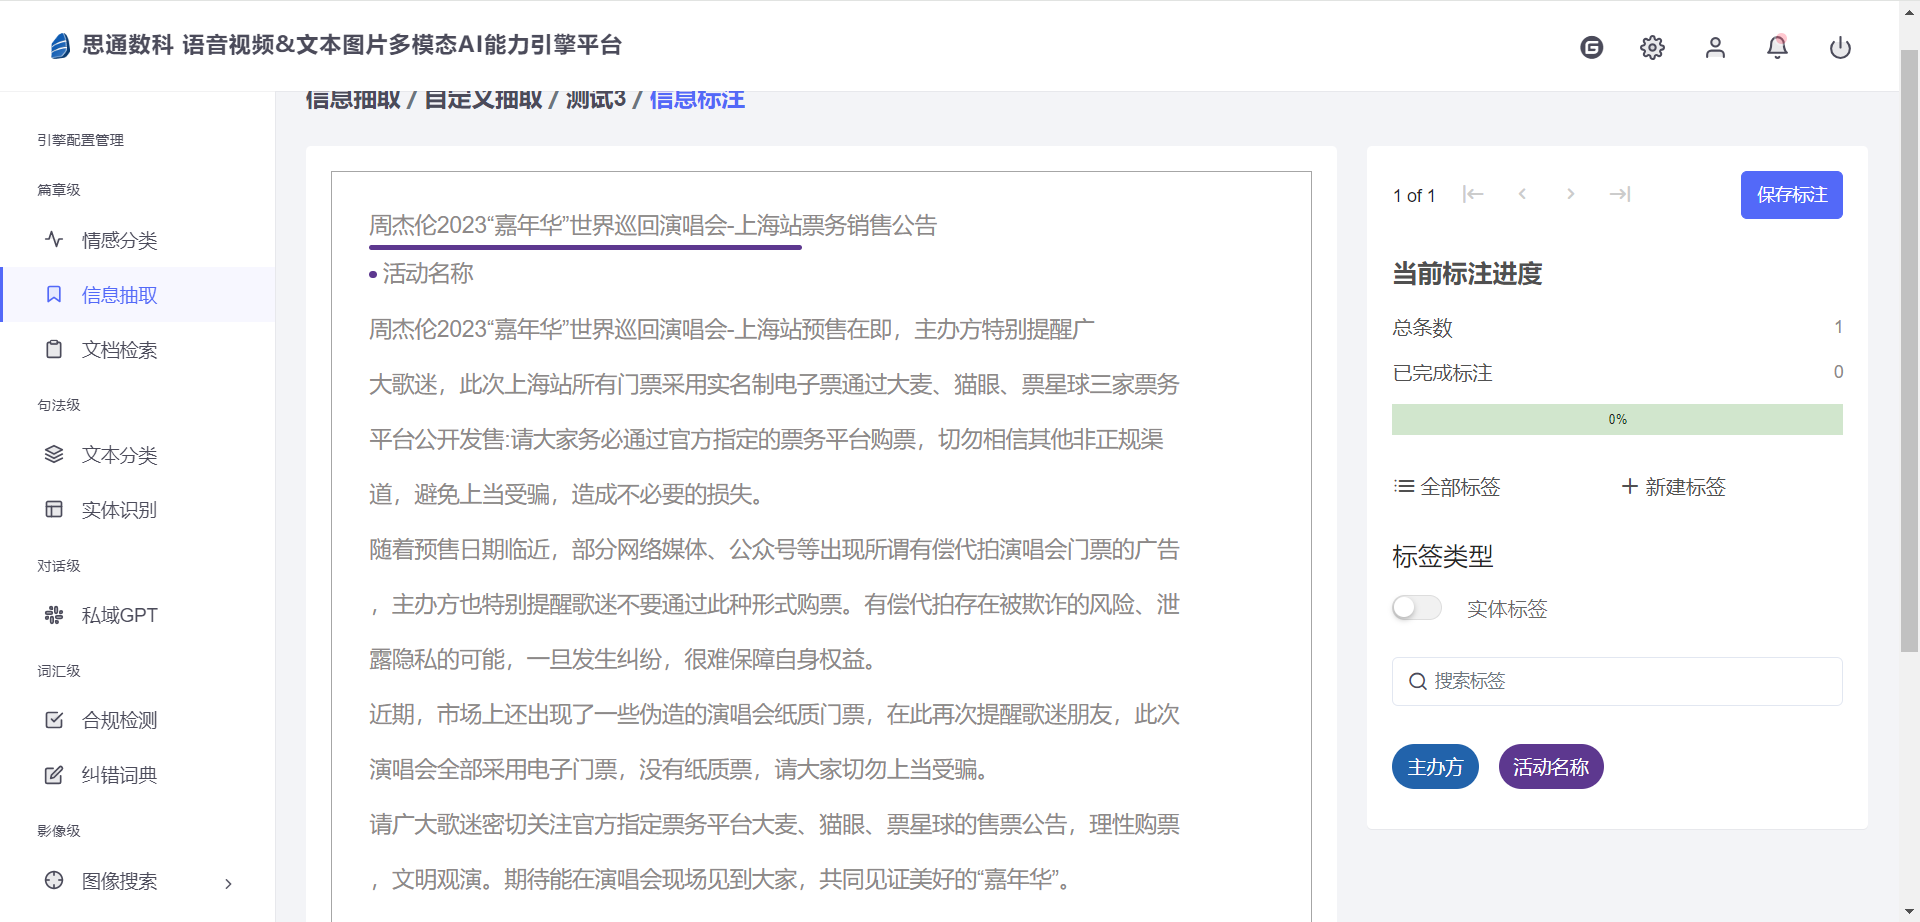 思通数科 语音视频&文本图片多模态AI能力引擎平台
引擎配置管理
篇章级
情感分类
信息抽取
文档检索
句法级
文本分类
实体识别
对话级
私域GPT
词汇级
合规检测
纠错词典
影像级
图像搜索
信息抽取 / 自定义抽取 / 测试3 / 信息标注
周杰伦2023“嘉年华”世界巡回演唱会-上海站票务销售公告
活动名称
周杰伦2023“嘉年华”世界巡回演唱会-上海站预售在即，主办方特别提醒广
大歌迷，此次上海站所有门票采用实名制电子票通过大麦、猫眼、票星球三家票务
平台公开发售:请大家务必通过官方指定的票务平台购票，切勿相信其他非正规渠
道，避免上当受骗，造成不必要的损失。
随着预售日期临近，部分网络媒体、公众号等出现所谓有偿代拍演唱会门票的广告
，主办方也特别提醒歌迷不要通过此种形式购票。有偿代拍存在被欺诈的风险、泄
露隐私的可能，一旦发生纠纷，很难保障自身权益。
近期，市场上还出现了一些伪造的演唱会纸质门票，在此再次提醒歌迷朋友，此次
演唱会全部采用电子门票，没有纸质票，请大家切勿上当受骗。
请广大歌迷密切关注官方指定票务平台大麦、猫眼、票星球的售票公告，理性购票
，文明观演。期待能在演唱会现场见到大家，共同见证美好的“嘉年华”。
1 of 1
保存标注
当前标注进度
总条数 1
已完成标注 0
0%
全部标签 新建标签
标签类型
实体标签
搜索标签
主办方 活动名称